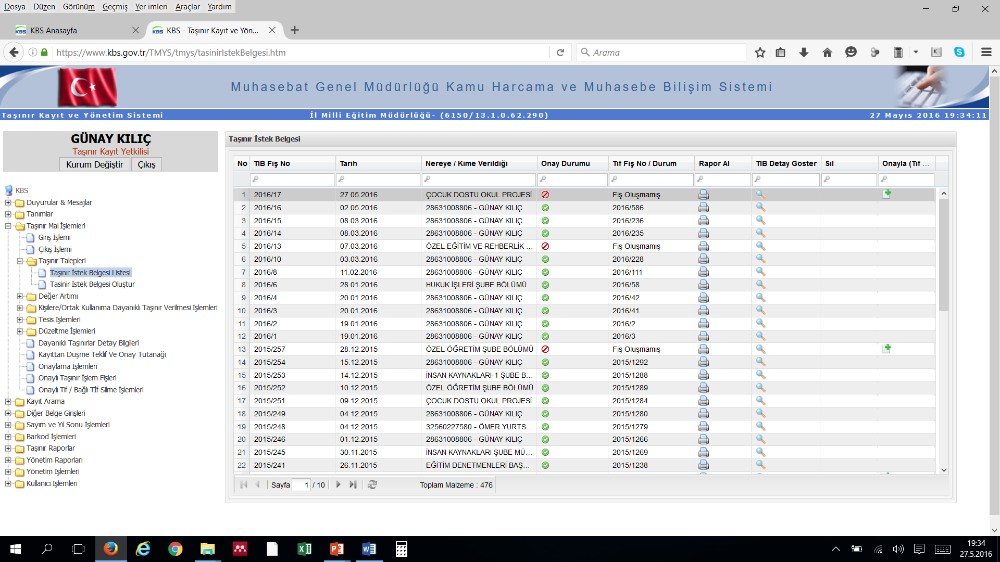 Dosya Düzen Görünüm Geçmiş Yer imleri Araçlar Yardım
KBS Anasayfa
KBS - Taşınır Kayıt ve Yön...
https://www.kbs.gov.tr/TMYS/tmys/tasinirIstekBelgesi.htm
Arama
Muhasebat Genel Müdürlüğü Kamu Harcama ve Muhasebe Bilişim Sistemi
Taşınır Kayıt ve Yönetim Sistemi
İl Milli Eğitim Müdürlüğü- (6150/13.1.0.62.290)
27 Mayıs 2016 19:34:11
GÜNAY KILIÇ
Taşınır Kayıt Yetkilisi
Kurum Değiştir
Çıkış
KBS
Duyurular & Mesajlar
Tanımlar
Taşınır Mal İşlemleri
Giriş İşlemi
Çıkış İşlemi
Taşınır Talepleri
Taşınır İstek Belgesi Listesi
Tasinir Istek Belgesi Oluştur
Değer Artımı
Kişilere/Ortak Kullanıma Dayanıklı Taşınır Verilmesi İşlemleri
Tesis İşlemleri
Düzeltme İşlemleri
Dayanıklı Taşınırlar Detay Bilgileri
Kayıttan Düşme Teklif Ve Onay Tutanağı
Onaylama İşlemleri
Onaylı Taşınır İşlem Fişleri
Onaylı Tif / Bağlı TİF Silme İşlemleri
Kayıt Arama
Diğer Belge Girişleri
Sayım ve Yıl Sonu İşlemleri
Barkod İşlemleri
Taşınır Raporlar
Yönetim Raporları
Yönetim İşlemleri
Kullanıcı İşlemleri
Taşınır İstek Belgesi
No TIB Fiş No Tarih Nereye / Kime Verildiği Onay Durumu Tif Fiş No / Durum Rapor Al TIB Detay Göster Sil Onayla (Tif ...
1 2016/17 27.05.2016 ÇOCUK DOSTU OKUL PROJESİ Fiş Oluşmamış
2 2016/16 02.05.2016 28631008806 - GÜNAY KILIÇ 2016/586
3 2016/15 08.03.2016 28631008806 - GÜNAY KILIÇ 2016/236
4 2016/14 08.03.2016 28631008806 - GÜNAY KILIÇ 2016/235
5 2016/13 07.03.2016 ÖZEL EĞİTİM VE REHBERLİK ... Fiş Oluşmamış
6 2016/10 03.03.2016 28631008806 - GÜNAY KILIÇ 2016/228
7 2016/8 11.02.2016 28631008806 - GÜNAY KILIÇ 2016/111
8 2016/6 28.01.2016 HUKUK İŞLERİ ŞUBE BÖLÜMÜ 2016/58
9 2016/4 20.01.2016 28631008806 - GÜNAY KILIÇ 2016/42
10 2016/3 20.01.2016 28631008806 - GÜNAY KILIÇ 2016/41
11 2016/2 19.01.2016 28631008806 - GÜNAY KILIÇ 2016/2
12 2016/1 19.01.2016 28631008806 - GÜNAY KILIÇ 2016/3
13 2015/257 28.12.2015 ÖZEL ÖĞRETİM ŞUBE BÖLÜMÜ Fiş Oluşmamış
14 2015/254 15.12.2015 28631008806 - GÜNAY KILIÇ 2015/1292
15 2015/253 14.12.2015 İNSAN KAYNAKLARI-1 ŞUBE B... 2015/1288
16 2015/252 10.12.2015 ÖZEL ÖĞRETİM ŞUBE BÖLÜMÜ 2015/1289
17 2015/251 09.12.2015 ÇOCUK DOSTU OKUL PROJESİ 2015/1284
18 2015/249 04.12.2015 28631008806 - GÜNAY KILIÇ 2015/1280
19 2015/248 04.12.2015 32560227580 - ÖMER YURTS... 2015/1279
20 2015/246 01.12.2015 28631008806 - GÜNAY KILIÇ 2015/1266
21 2015/245 30.11.2015 İNSAN KAYNAKLARI ŞUBE MÜ... 2015/1269
22 2015/241 26.11.2015 EĞİTİM DENETMENLERİ BAŞ... 2015/1238
Sayfa 1 / 10 Toplam Malzeme : 476
19:34
27.5.2016